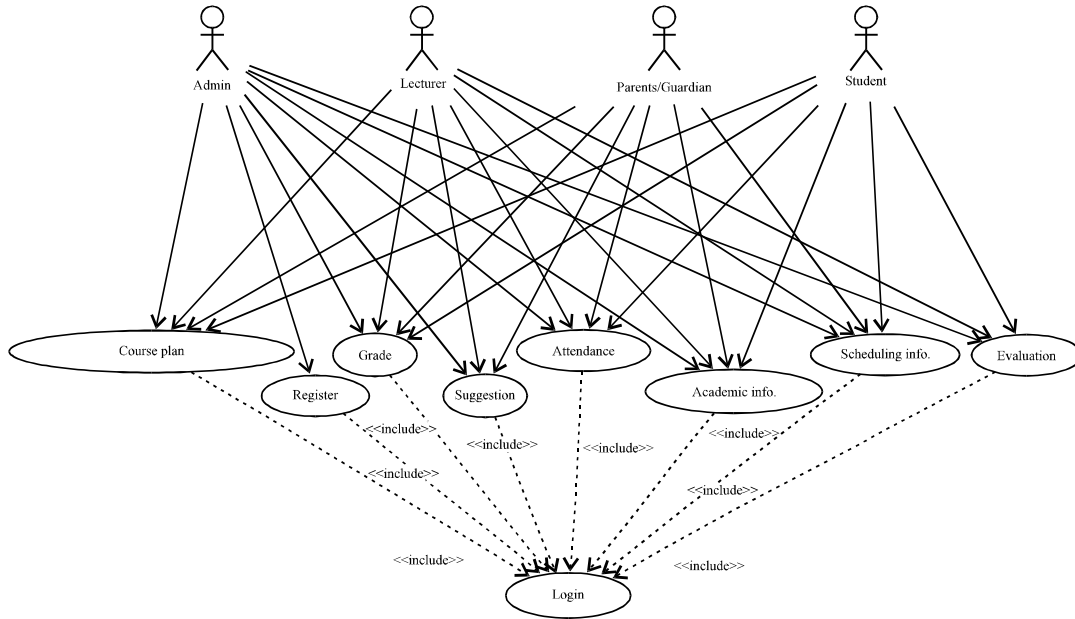 Admin
Lecturer
Parents/Guardian
Student
Course plan
Grade
Attendance
Scheduling info.
Evaluation
Register
Suggestion
Academic info.
<<include>>
<<include>>
<<include>>
<<include>>
<<include>>
<<include>>
<<include>>
<<include>>
Login